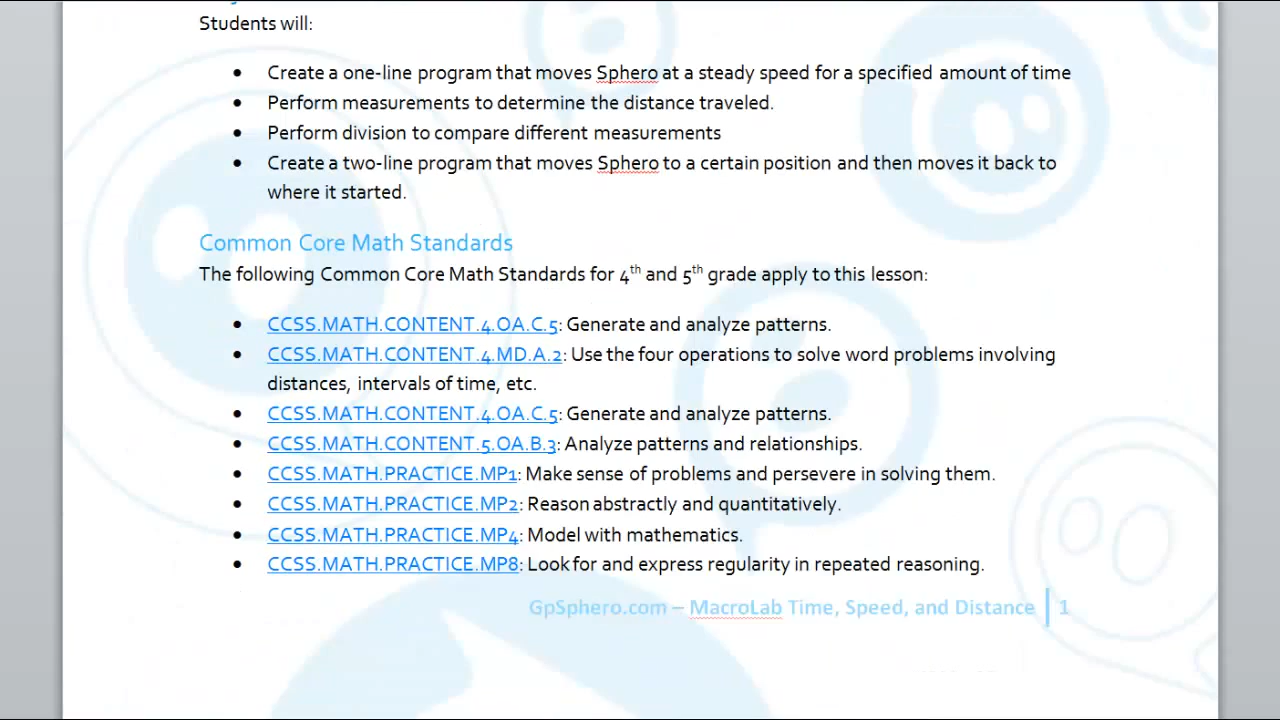 Students will:
• Create a one-line program that moves Sphero at a steady speed for a specified amount of time
• Perform measurements to determine the distance traveled.
• Perform division to compare different measurements
• Create a two-line program that moves Sphero to a certain position and then moves it back to
where it started.
Common Core Math Standards
The following Common Core Math Standards for 4th and 5th grade apply to this lesson:
• CCSS.MATH.CONTENT.4.OA.C.5: Generate and analyze patterns.
• CCSS.MATH.CONTENT.4.MD.A.2: Use the four operations to solve word problems involving
distances, intervals of time, etc.
• CCSS.MATH.CONTENT.4.OA.C.5: Generate and analyze patterns.
• CCSS.MATH.CONTENT.5.OA.B.3: Analyze patterns and relationships.
• CCSS.MATH.PRACTICE.MP1: Make sense of problems and persevere in solving them.
• CCSS.MATH.PRACTICE.MP2: Reason abstractly and quantitatively.
• CCSS.MATH.PRACTICE.MP4: Model with mathematics.
• CCSS.MATH.PRACTICE.MP8: Look for and express regularity in repeated reasoning.
GpSphero.com – MacroLab Time, Speed, and Distance 1